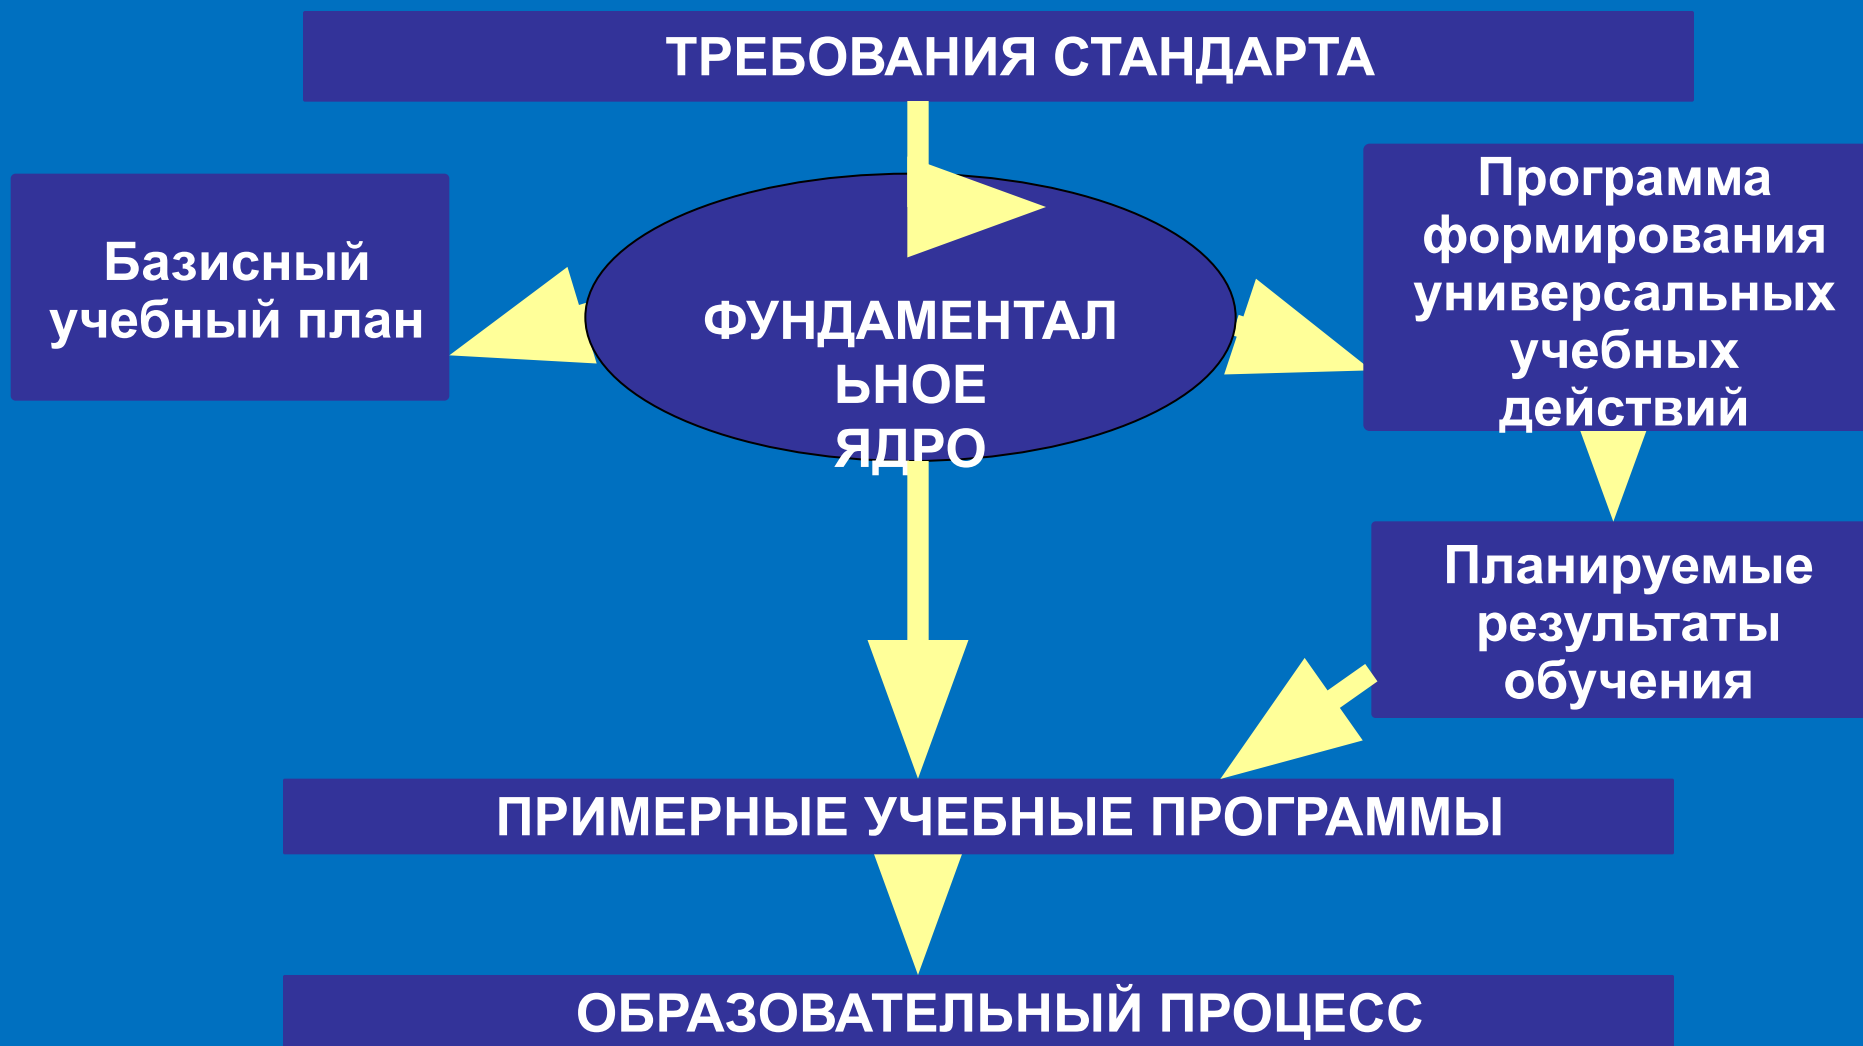 ТРЕБОВАНИЯ СТАНДАРТА
Базисный
учебный план
ФУНДАМЕНТАЛ
ЬНОЕ
ЯДРО
Программа
формирования
универсальных
учебных
действий
Планируемые
результаты
обучения
ПРИМЕРНЫЕ УЧЕБНЫЕ ПРОГРАММЫ
ОБРАЗОВАТЕЛЬНЫЙ ПРОЦЕСС